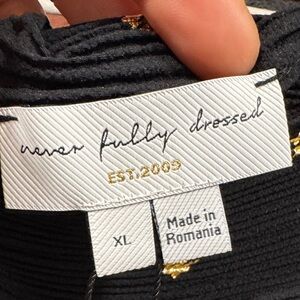 never fully dressed
EST.2009
XL
Made in
Romania